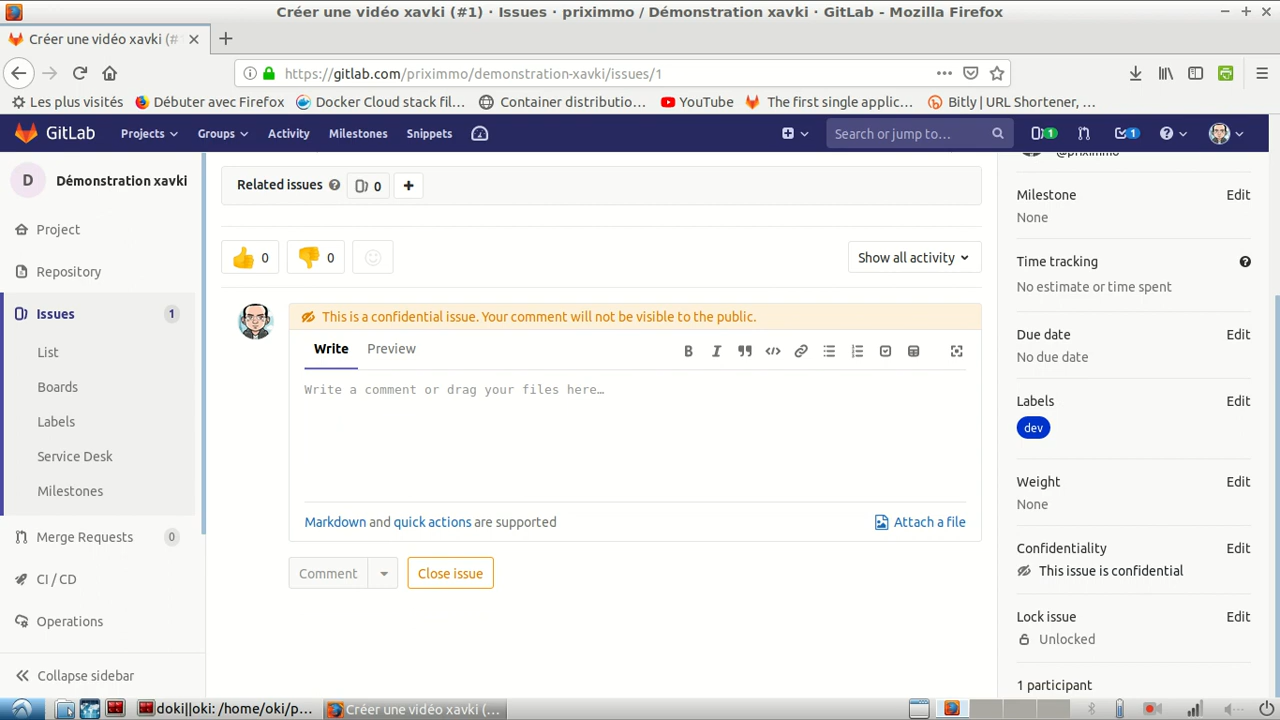 Créer une vidéo xavki (#1) · Issues · priximmo / Démonstration xavki · GitLab - Mozilla Firefox
Créer une vidéo xavki (#
https://gitlab.com/priximmo/demonstration-xavki/issues/1
Les plus visités
Débuter avec Firefox
Docker Cloud stack fil…
Container distributio…
YouTube
The first single applic…
Bitly | URL Shortener, …
GitLab
Projects
Groups
Activity
Milestones
Snippets
Search or jump to…
1
1
D
Démonstration xavki
Project
Repository
Issues
1
List
Boards
Labels
Service Desk
Milestones
Merge Requests
0
CI / CD
Operations
Collapse sidebar
Related issues
0
0
0
Show all activity
This is a confidential issue. Your comment will not be visible to the public.
Write
Preview
Write a comment or drag your files here…
Markdown and quick actions are supported
Attach a file
Comment
Close issue
@priximmo
Milestone
Edit
None
Time tracking
No estimate or time spent
Due date
Edit
No due date
Labels
Edit
dev
Weight
Edit
None
Confidentiality
Edit
This issue is confidential
Lock issue
Edit
Unlocked
1 participant
doki||oki: /home/oki/p…
Créer une vidéo xavki (…